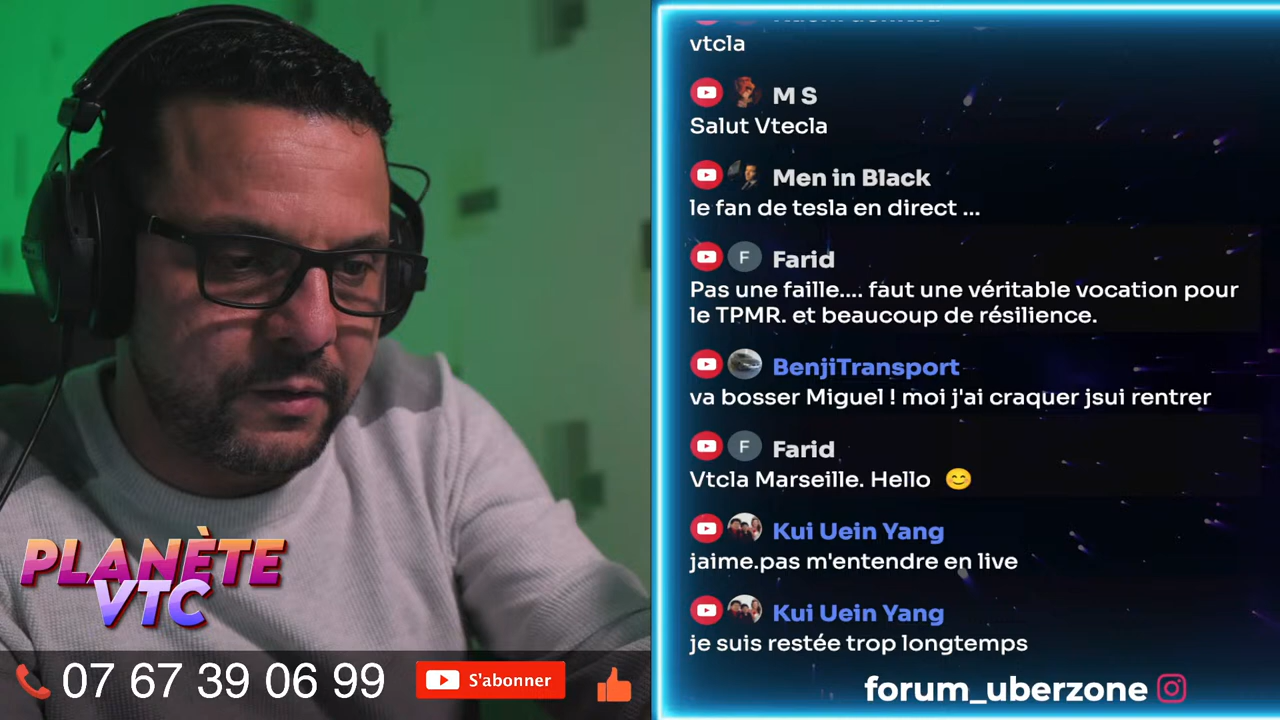 vtcla
M S
Salut Vtecla
Men in Black
le fan de tesla en direct ...
F
Farid
Pas une faille.... faut une véritable vocation pour
le TPMR. et beaucoup de résilience.
BenjiTransport
va bosser Miguel ! moi j'ai craquer jsui rentrer
F
Farid
Vtcla Marseille. Hello 😊
Kui Uein Yang
jaime.pas m'entendre en live
Kui Uein Yang
je suis restée trop longtemps
forum_uberzone
PLANÈTE
VTC
07 67 39 06 99
S'abonner